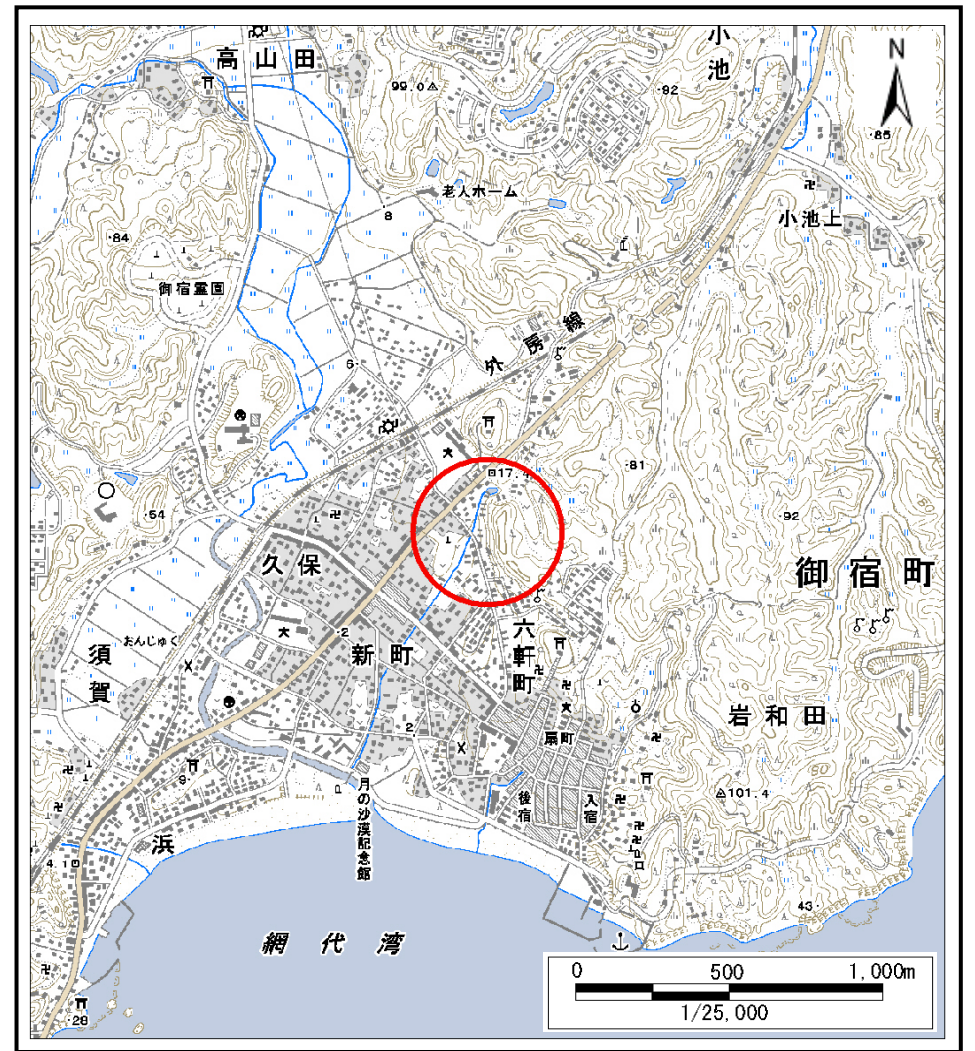 高山田
小池
N
99.0
92
85
老人ホーム
小池上
8
84
御宿霊園
外房線
6
17.4
81
64
92
久保
御宿町
おんじゅく
須賀
2
新町
六軒町
岩和田
扇町
2
101.4
9
月の沙漠記念館
後宿
入宿
浜
4.1
43
網代湾
28
0 500 1,000m
1/25,000